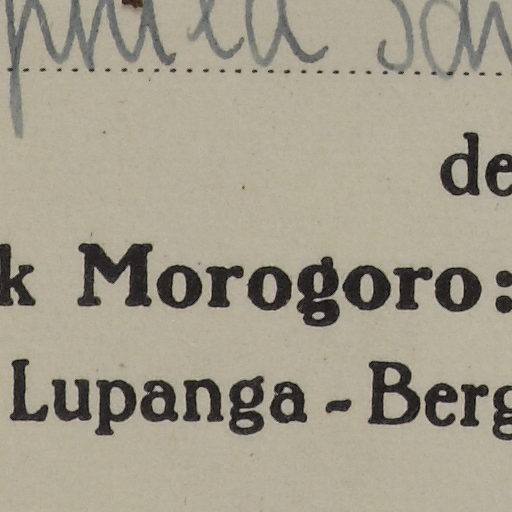 de
k Morogoro:
Lupanga - Berg